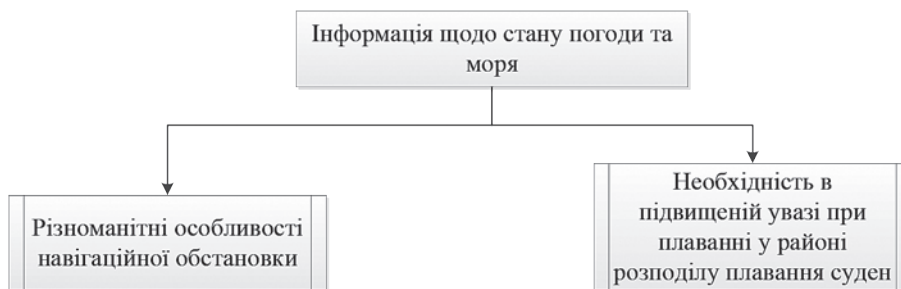 Інформація щодо стану погоди та
моря
Різноманітні особливості
навігаційної обстановки
Необхідність в
підвищеній увазі при
плаванні у районі
розподілу плавання суден